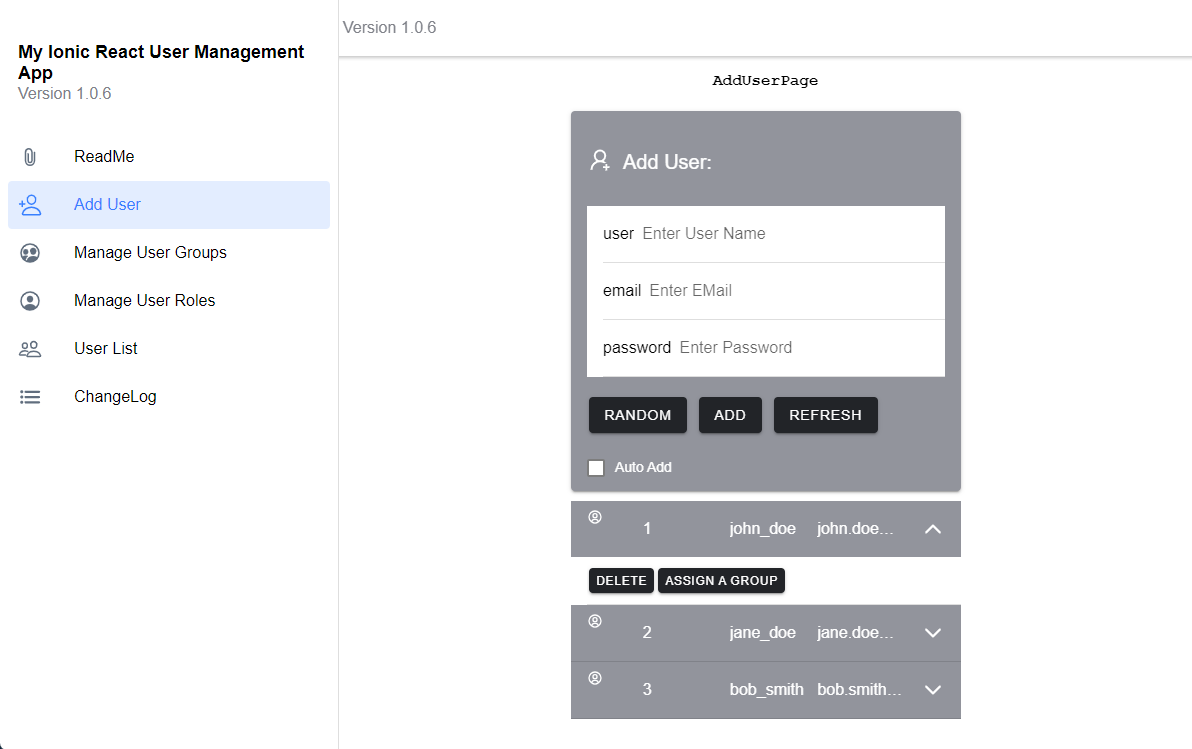 My Ionic React User Management
App
Version 1.0.6
ReadMe
Add User
Manage User Groups
Manage User Roles
User List
ChangeLog
Version 1.0.6
AddUserPage
Add User:
user Enter User Name
email Enter EMail
password Enter Password
RANDOM ADD REFRESH
Auto Add
1 john_doe john.doe...
DELETE ASSIGN A GROUP
2 jane_doe jane.doe...
3 bob_smith bob.smith...